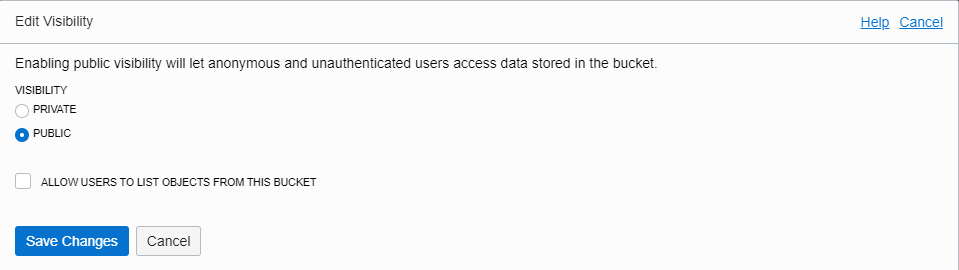 Edit Visibility
Help Cancel
Enabling public visibility will let anonymous and unauthenticated users access data stored in the bucket.
VISIBILITY
PRIVATE
PUBLIC
ALLOW USERS TO LIST OBJECTS FROM THIS BUCKET
Save Changes Cancel